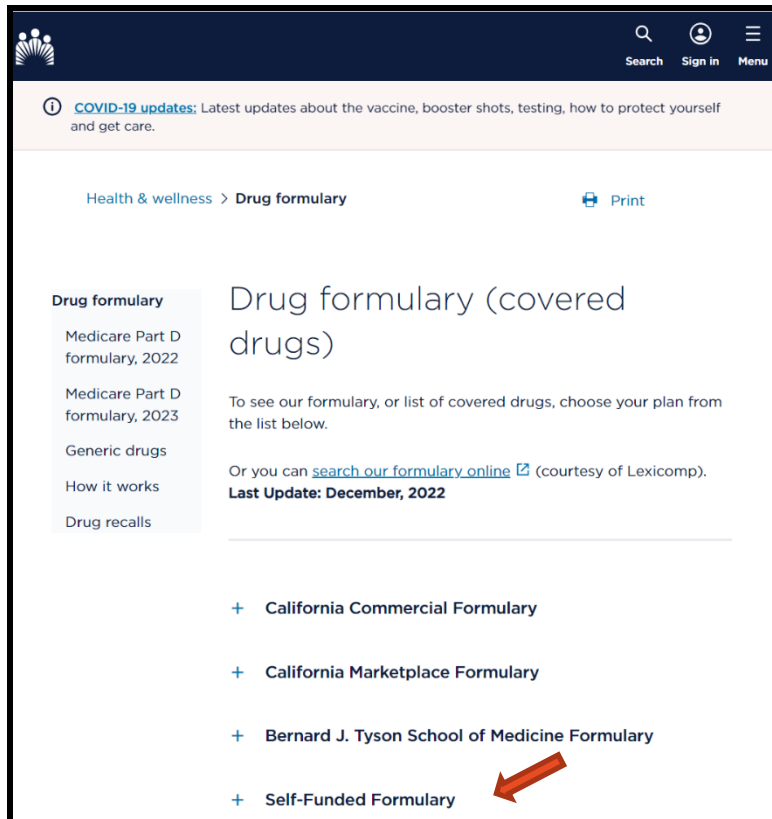 Search Sign in Menu
COVID-19 updates: Latest updates about the vaccine, booster shots, testing, how to protect yourself
and get care.
Health & wellness > Drug formulary
Print
Drug formulary
Medicare Part D
formulary, 2022
Medicare Part D
formulary, 2023
Generic drugs
How it works
Drug recalls
Drug formulary (covered
drugs)
To see our formulary, or list of covered drugs, choose your plan from
the list below.
Or you can search our formulary online (courtesy of Lexicomp).
Last Update: December, 2022
+ California Commercial Formulary
+ California Marketplace Formulary
+ Bernard J. Tyson School of Medicine Formulary
+ Self-Funded Formulary